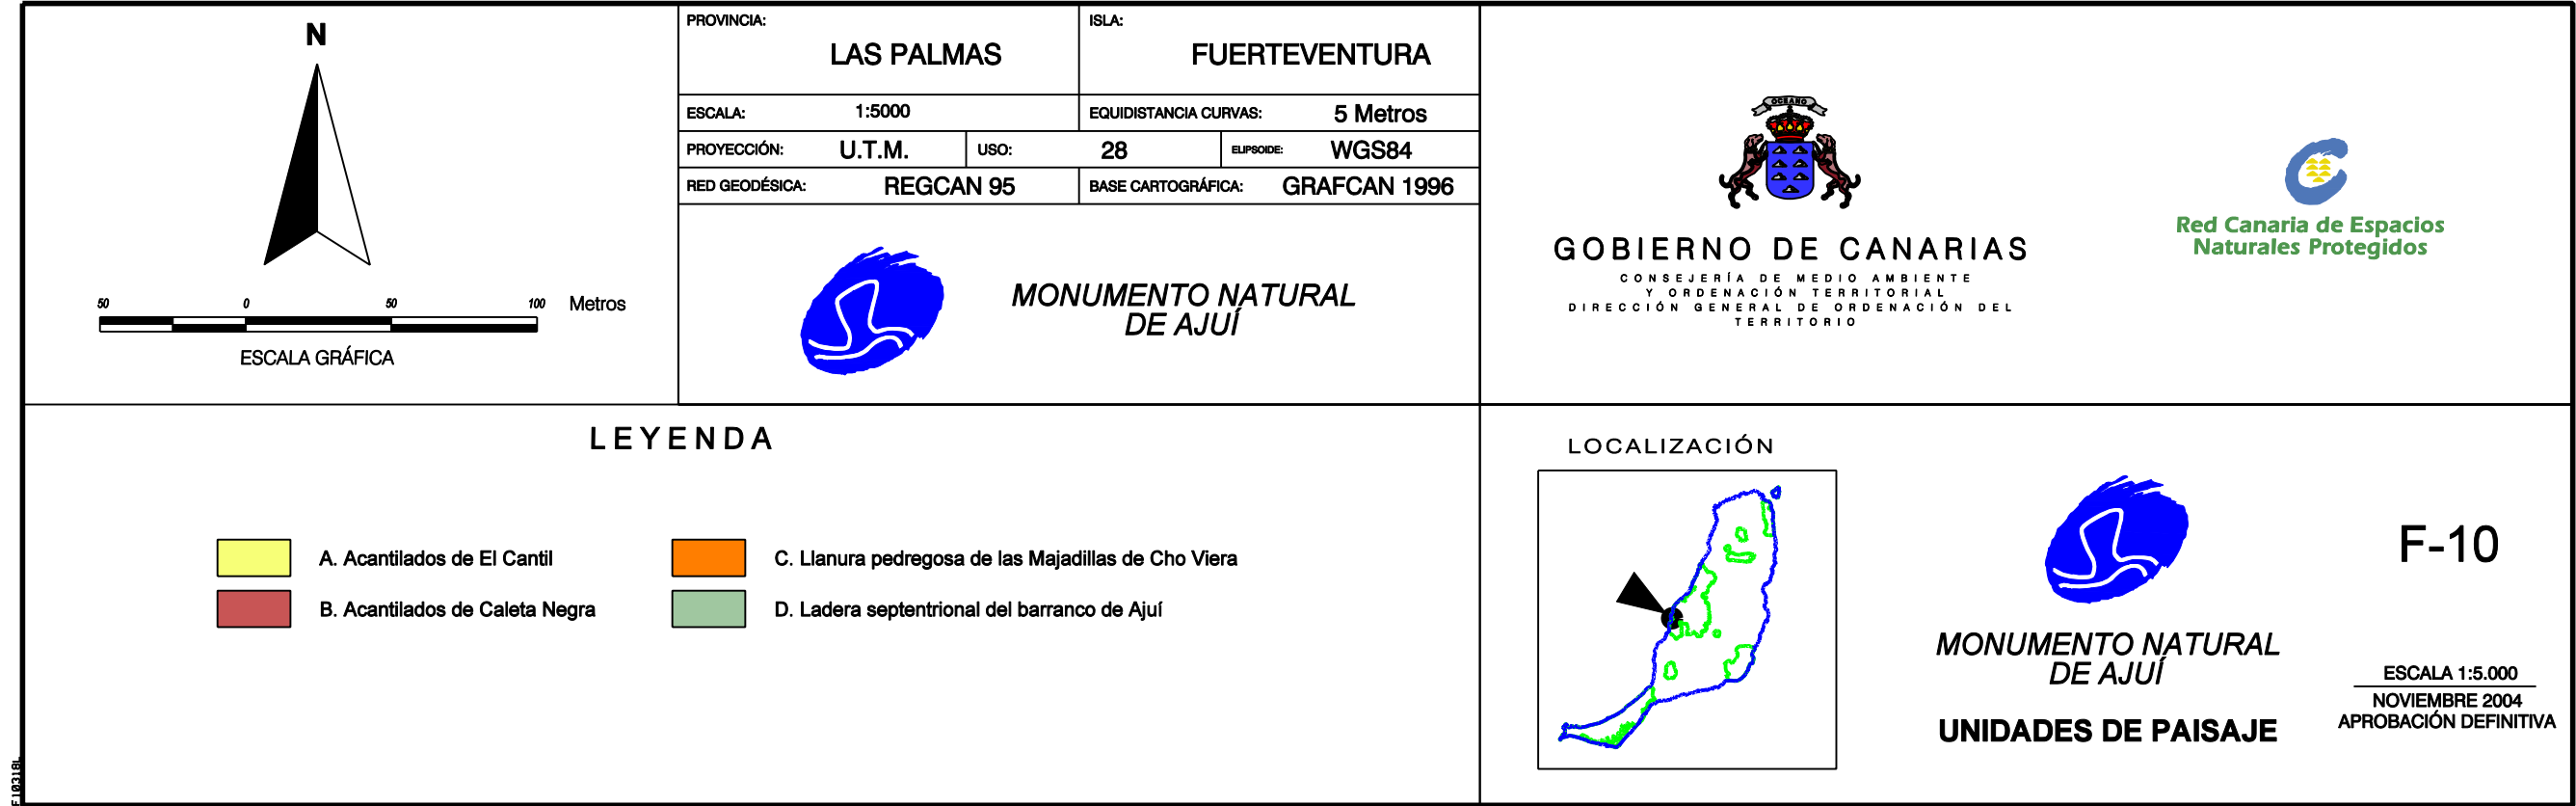 N
50 0 50 100 Metros
ESCALA GRÁFICA
PROVINCIA:
LAS PALMAS
ISLA:
FUERTEVENTURA
ESCALA: 1:5000
EQUIDISTANCIA CURVAS: 5 Metros
PROYECCIÓN: U.T.M.
USO: 28
ELIPSOIDE: WGS84
RED GEODÉSICA: REGCAN 95
BASE CARTOGRÁFICA: GRAFCAN 1996
MONUMENTO NATURAL
DE AJUÍ
OCEANO
GOBIERNO DE CANARIAS
CONSEJERÍA DE MEDIO AMBIENTE
Y ORDENACIÓN TERRITORIAL
DIRECCIÓN GENERAL DE ORDENACIÓN DEL
TERRITORIO
Red Canaria de Espacios
Naturales Protegidos
LEYENDA
A. Acantilados de El Cantil
B. Acantilados de Caleta Negra
C. Llanura pedregosa de las Majadillas de Cho Viera
D. Ladera septentrional del barranco de Ajuí
LOCALIZACIÓN
MONUMENTO NATURAL
DE AJUÍ
UNIDADES DE PAISAJE
F-10
ESCALA 1:5.000
NOVIEMBRE 2004
APROBACIÓN DEFINITIVA
F10318L